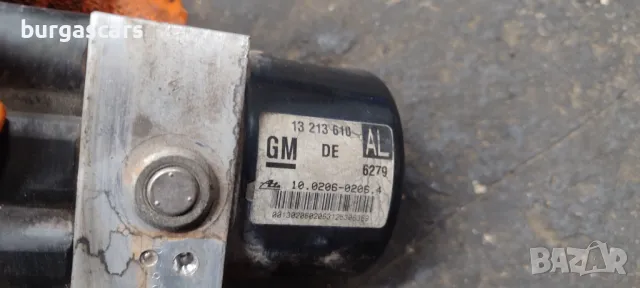 burgascars
13 213 610 AL
GM DE
6279
10.0206-0206.4
BAZAR